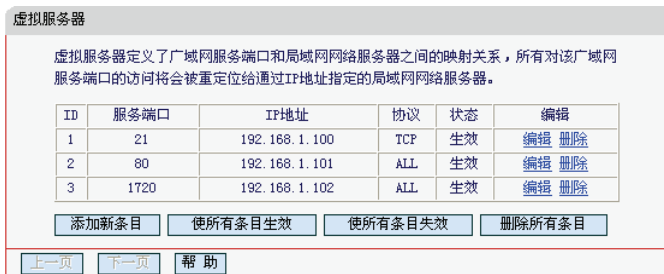 虚拟服务器
虚拟服务器定义了广域网服务端口和局域网网络服务器之间的映射关系，所有对该广域网
服务端口的访问将会被重定位给通过IP地址指定的局域网网络服务器。
ID 服务端口 IP地址 协议 状态 编辑
1 21 192.168.1.100 TCP 生效 编辑 删除
2 80 192.168.1.101 ALL 生效 编辑 删除
3 1720 192.168.1.102 ALL 生效 编辑 删除
添加新条目 使所有条目生效 使所有条目失效 删除所有条目
上一页 下一页 帮 助